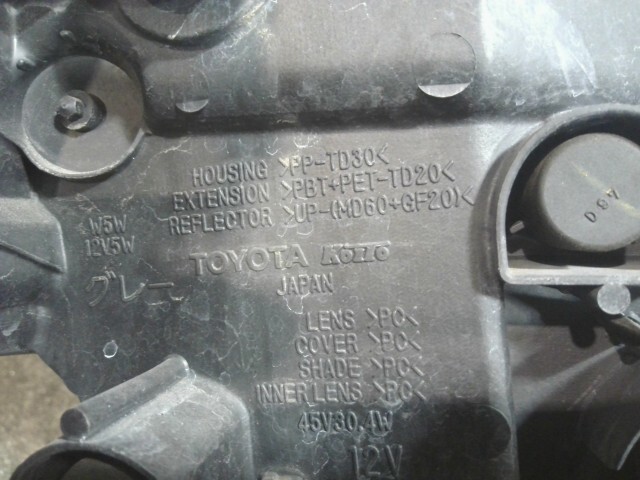 HOUSING >PP-TD30<
EXTENSION >PBT+PET-TD20<
REFLECTOR >UP-(MD60+GF20)<
W5W
12V5W
TOYOTA KOITO
グレー
JAPAN
LENS >PC<
COVER >PC<
SHADE >PC<
INNER LENS >PC<
45V30.4W
12V
480